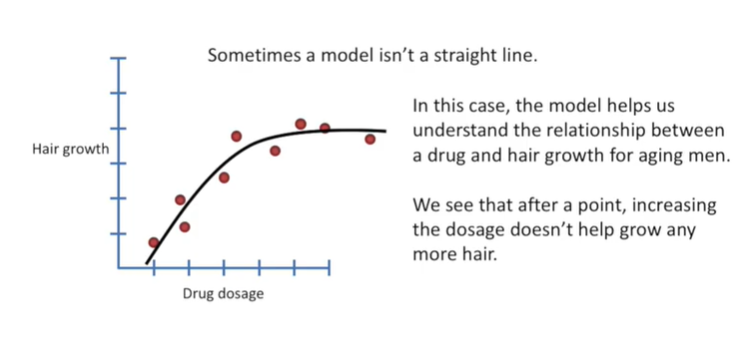 Sometimes a model isn't a straight line.
In this case, the model helps us
understand the relationship between
a drug and hair growth for aging men.
We see that after a point, increasing
the dosage doesn't help grow any
more hair.
Hair growth
Drug dosage